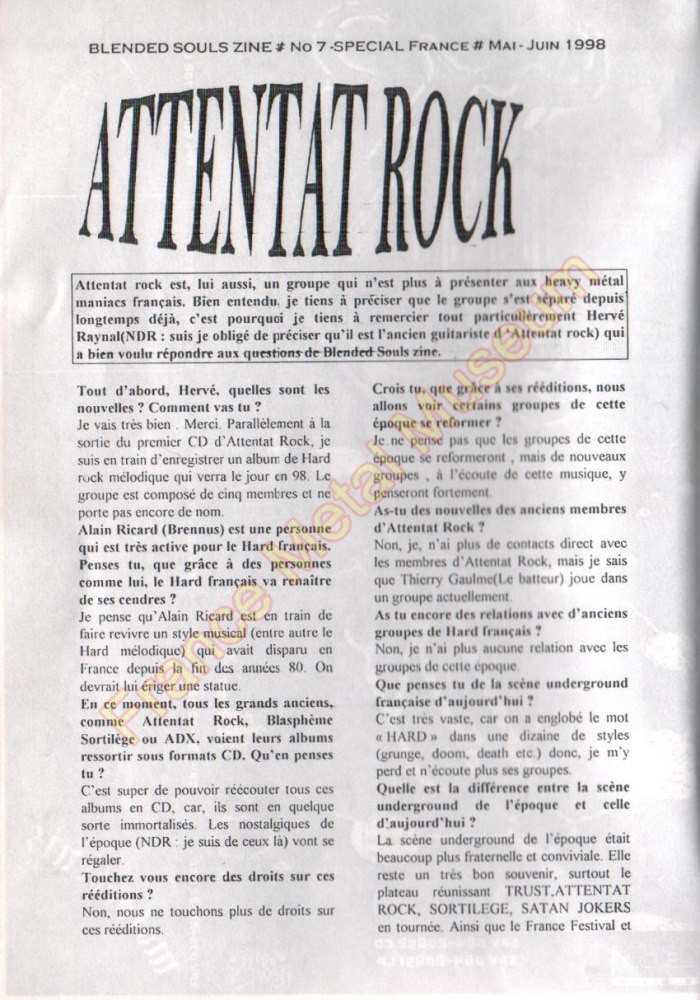 BLENDED SOULS ZINE # NO 7 -SPECIAL FRANCE # MAI - JUIN 1998
ATTENTAT ROCK
Attentat rock est, lui aussi, un groupe qui n'est plus à présenter aux heavy métal
maniacs français. Bien entendu, je tiens à préciser que le groupe s'est séparé depuis
longtemps déjà, c'est pourquoi je tiens à remercier tout particulièrement Hervé
Raynal(NDR : suis je obligé de préciser qu'il est l'ancien guitariste d 'Attentat rock) qui
a bien voulu répondre aux questions de Blended Souls zine.
Tout d'abord, Hervé, quelles sont les
nouvelles ? Comment vas tu ?
Je vais très bien . Merci. Parallèlement à la
sortie du premier CD d'Attentat Rock, je
suis en train d'enregistrer un album de Hard
rock mélodique qui verra le jour en 98. Le
groupe est composé de cinq membres et ne
porte pas encore de nom.
Alain Ricard (Brennus) est une personne
qui est très active pour le Hard français.
Penses tu, que grâce à des personnes
comme lui, le Hard français va renaître
de ses cendres ?
Je pense qu'Alain Ricard est en train de
faire revivre un style musical (entre autre le
Hard mélodique) qui avait disparu en
France depuis la fin des années 80. On
devrait lui ériger une statue.
En ce moment, tous les grands anciens,
comme Attentat Rock, Blasphème
Sortilège ou ADX, voient leurs albums
ressortir sous formats CD. Qu'en penses
tu ?
C'est super de pouvoir réécouter tous ces
albums en CD, car, ils sont en quelque
sorte immortalisés. Les nostalgiques de
l'époque (NDR : je suis de ceux là) vont se
régaler.
Touchez vous encore des droits sur ces
rééditions ?
Non, nous ne touchons plus de droits sur
ces rééditions.
Crois tu, que grâce à ses rééditions, nous
allons voir certains groupes de cette
époque se reformer ?
Je ne pense pas que les groupes de cette
époque se reformeront , mais de nouveaux
groupes , à l'écoute de cette musique, y
penseront fortement.
As-tu des nouvelles des anciens membres
d'Attentat Rock ?
Non, je, n'ai plus de contacts direct avec
les membres d'Attentat Rock, mais je sais
que Thierry Gaulme(Le batteur) joue dans
un groupe actuellement.
As tu encore des relations avec d'anciens
groupes de Hard français ?
Non, je n'ai plus aucune relation avec les
groupes de cette époque.
Que penses tu de la scène underground
française d'aujourd'hui ?
C'est très vaste, car on a englobé le mot
« HARD » dans une dizaine de styles
(grunge, doom, death etc.) donc, je m'y
perd et n'écoute plus ses groupes.
Quelle est la différence entre la scène
underground de l'époque et celle
d'aujourd'hui ?
La scène underground de l'époque était
beaucoup plus fraternelle et conviviale. Elle
reste un très bon souvenir, surtout le
plateau réunissant TRUST,ATTENTAT
ROCK, SORTILEGE, SATAN JOKERS
en tournée. Ainsi que le France Festival et
France Metal Museum